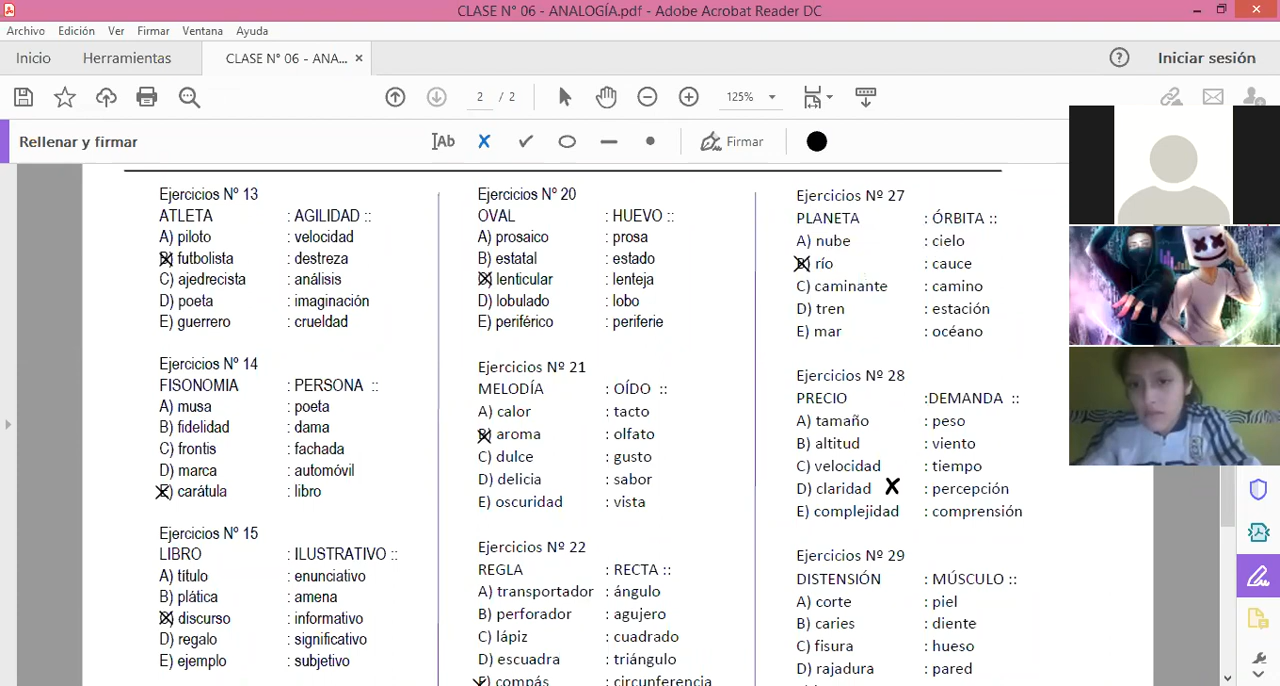 CLASE N° 06 - ANALOGÍA.pdf - Adobe Acrobat Reader DC
Archivo Edición Ver Firmar Ventana Ayuda
Inicio Herramientas CLASE N° 06 - ANA... × Iniciar sesión
2 / 2 125%
Rellenar y firmar Ab Firmar
Ejercicios Nº 13
ATLETA : AGILIDAD ::
A) piloto : velocidad
B) futbolista : destreza
C) ajedrecista : análisis
D) poeta : imaginación
E) guerrero : crueldad
Ejercicios Nº 14
FISONOMIA : PERSONA ::
A) musa : poeta
B) fidelidad : dama
C) frontis : fachada
D) marca : automóvil
E) carátula : libro
Ejercicios Nº 15
LIBRO : ILUSTRATIVO ::
A) título : enunciativo
B) plática : amena
C) discurso : informativo
D) regalo : significativo
E) ejemplo : subjetivo
Ejercicios Nº 20
OVAL : HUEVO ::
A) prosaico : prosa
B) estatal : estado
C) lenticular : lenteja
D) lobulado : lobo
E) periférico : periferie
Ejercicios Nº 21
MELODÍA : OÍDO ::
A) calor : tacto
B) aroma : olfato
C) dulce : gusto
D) delicia : sabor
E) oscuridad : vista
Ejercicios Nº 22
REGLA : RECTA ::
A) transportador : ángulo
B) perforador : agujero
C) lápiz : cuadrado
D) escuadra : triángulo
E) compás : circunferencia
Ejercicios Nº 27
PLANETA : ÓRBITA ::
A) nube : cielo
B) río : cauce
C) caminante : camino
D) tren : estación
E) mar : océano
Ejercicios Nº 28
PRECIO :DEMANDA ::
A) tamaño : peso
B) altitud : viento
C) velocidad : tiempo
D) claridad : percepción
E) complejidad : comprensión
Ejercicios Nº 29
DISTENSIÓN : MÚSCULO ::
A) corte : piel
B) caries : diente
C) fisura : hueso
D) rajadura : pared